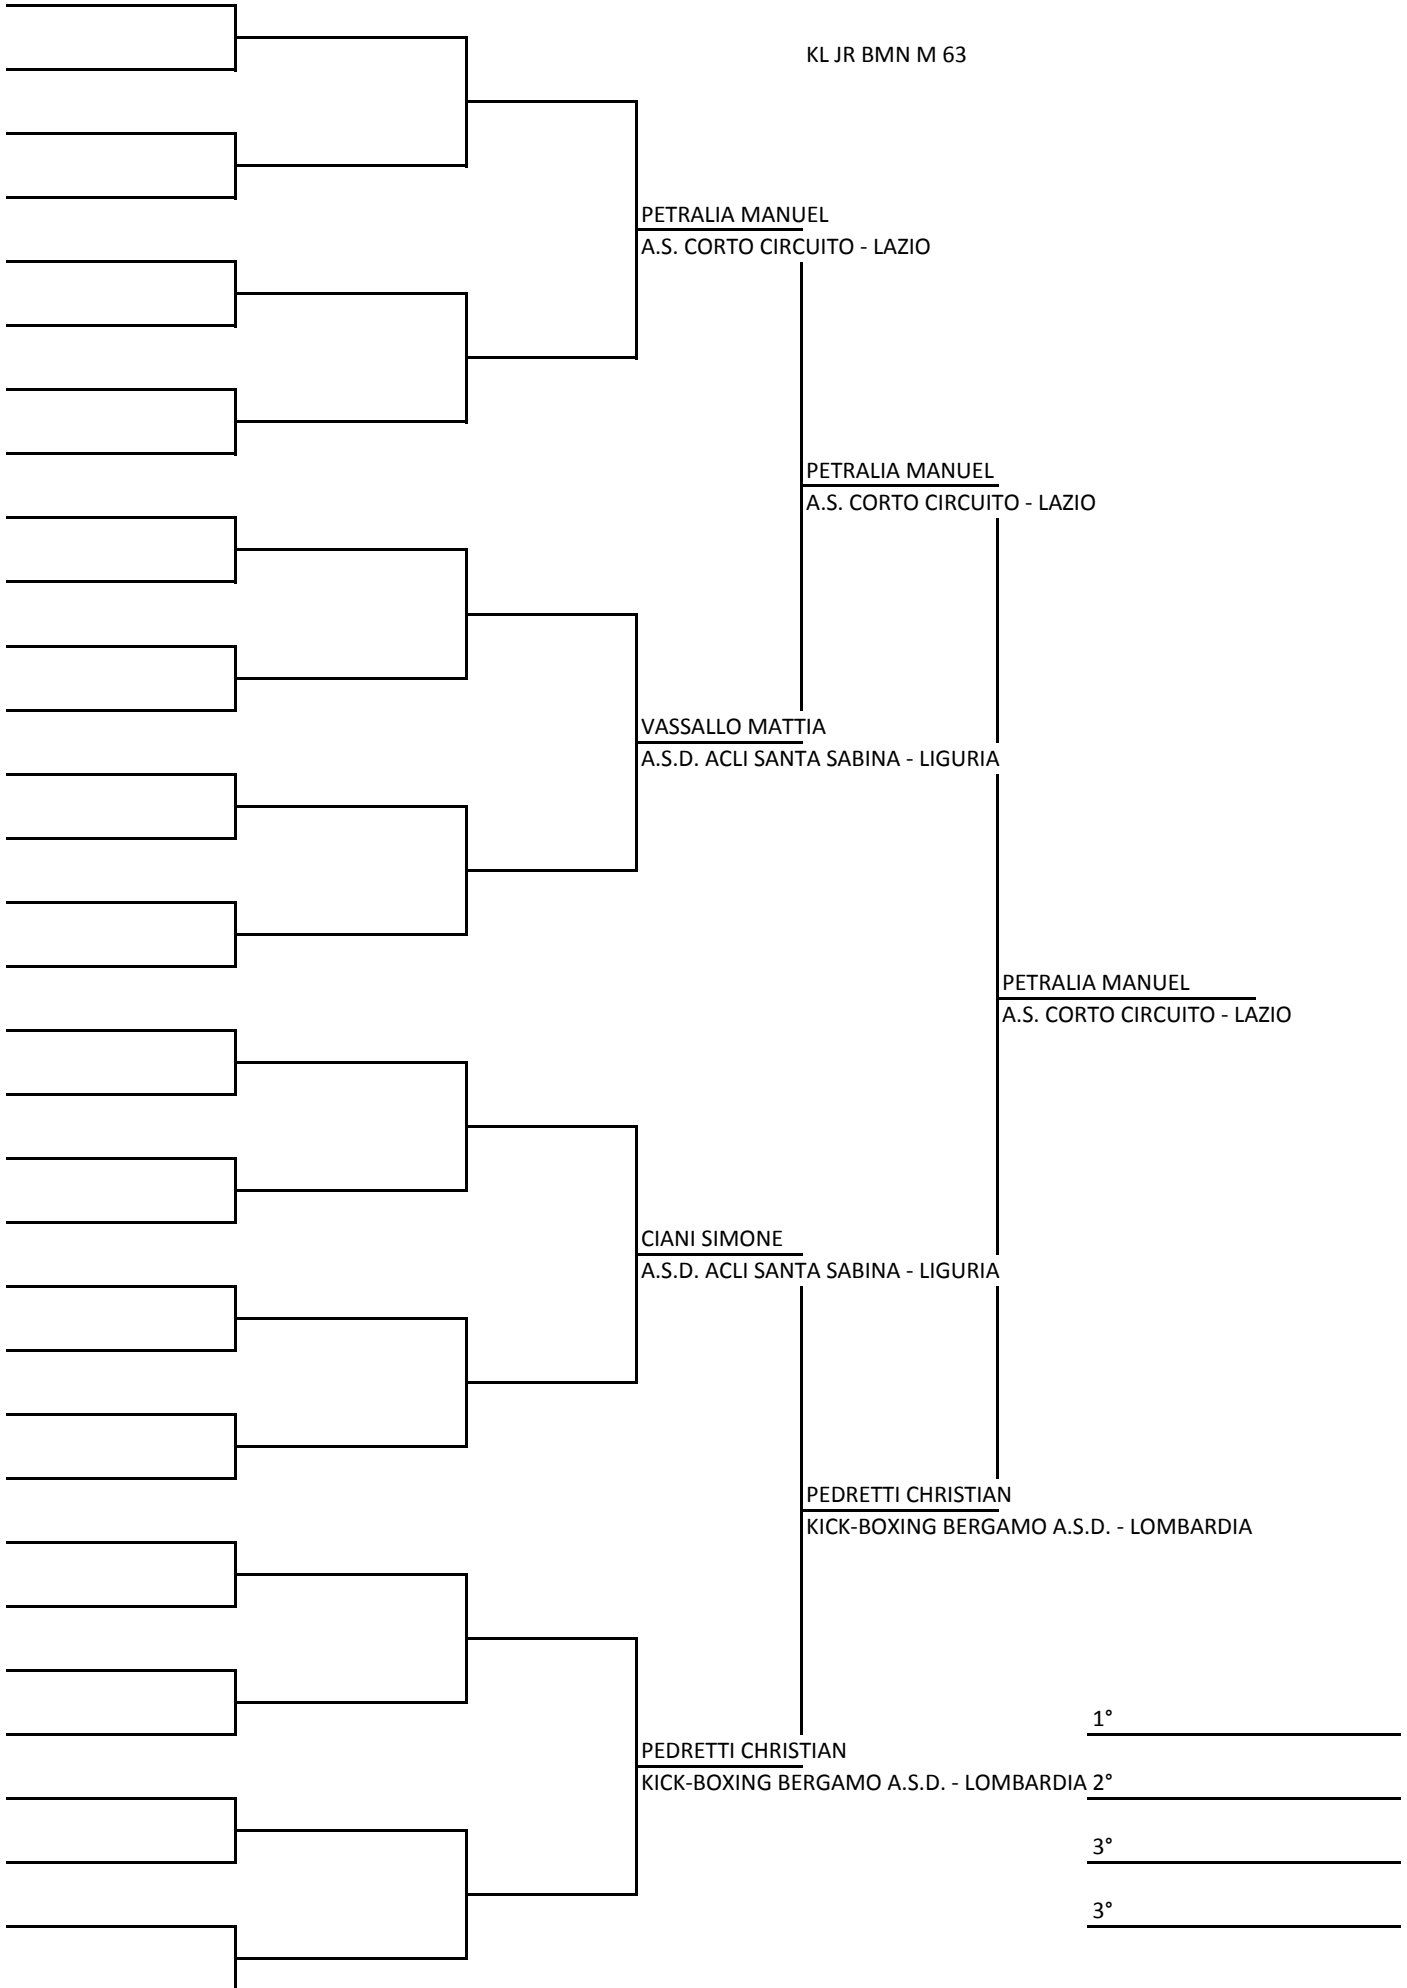 KL JR BMN M 63
PETRALIA MANUEL
A.S. CORTO CIRCUITO - LAZIO
PETRALIA MANUEL
A.S. CORTO CIRCUITO - LAZIO
VASSALLO MATTIA
A.S.D. ACLI SANTA SABINA - LIGURIA
PETRALIA MANUEL
A.S. CORTO CIRCUITO - LAZIO
CIANI SIMONE
A.S.D. ACLI SANTA SABINA - LIGURIA
PEDRETTI CHRISTIAN
KICK-BOXING BERGAMO A.S.D. - LOMBARDIA
1°
PEDRETTI CHRISTIAN
KICK-BOXING BERGAMO A.S.D. - LOMBARDIA 2°
3°
3°